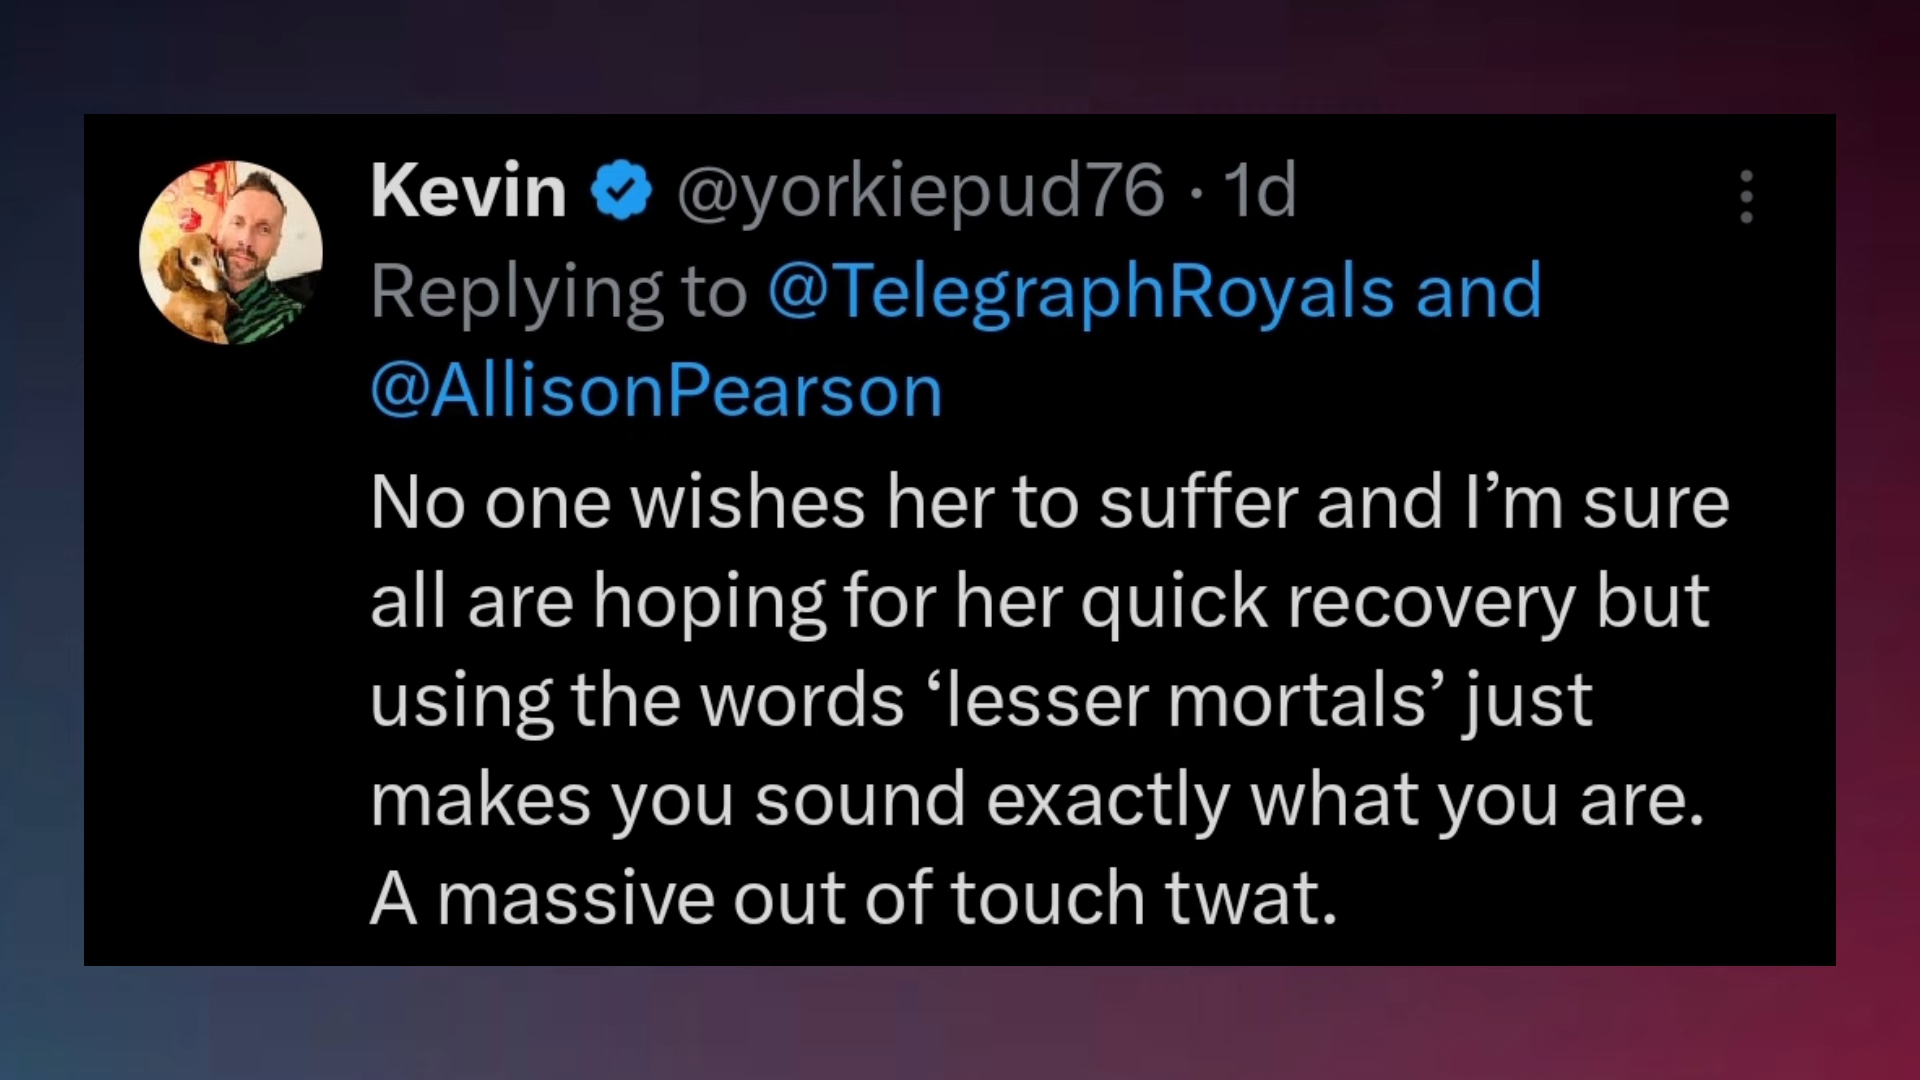 Kevin @yorkiepud76 · 1d
Replying to @TelegraphRoyals and
@AllisonPearson
No one wishes her to suffer and I’m sure
all are hoping for her quick recovery but
using the words ‘lesser mortals’ just
makes you sound exactly what you are.
A massive out of touch twat.